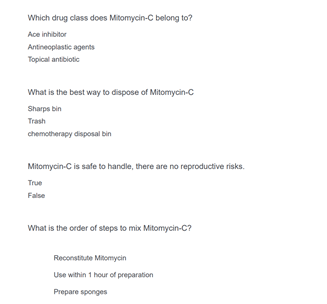 Which drug class does Mitomycin-C belong to?
Ace inhibitor
Antineoplastic agents
Topical antibiotic
What is the best way to dispose of Mitomycin-C
Sharps bin
Trash
chemotherapy disposal bin
Mitomycin-C is safe to handle, there are no reproductive risks.
True
False
What is the order of steps to mix Mitomycin-C?
Reconstitute Mitomycin
Use within 1 hour of preparation
Prepare sponges